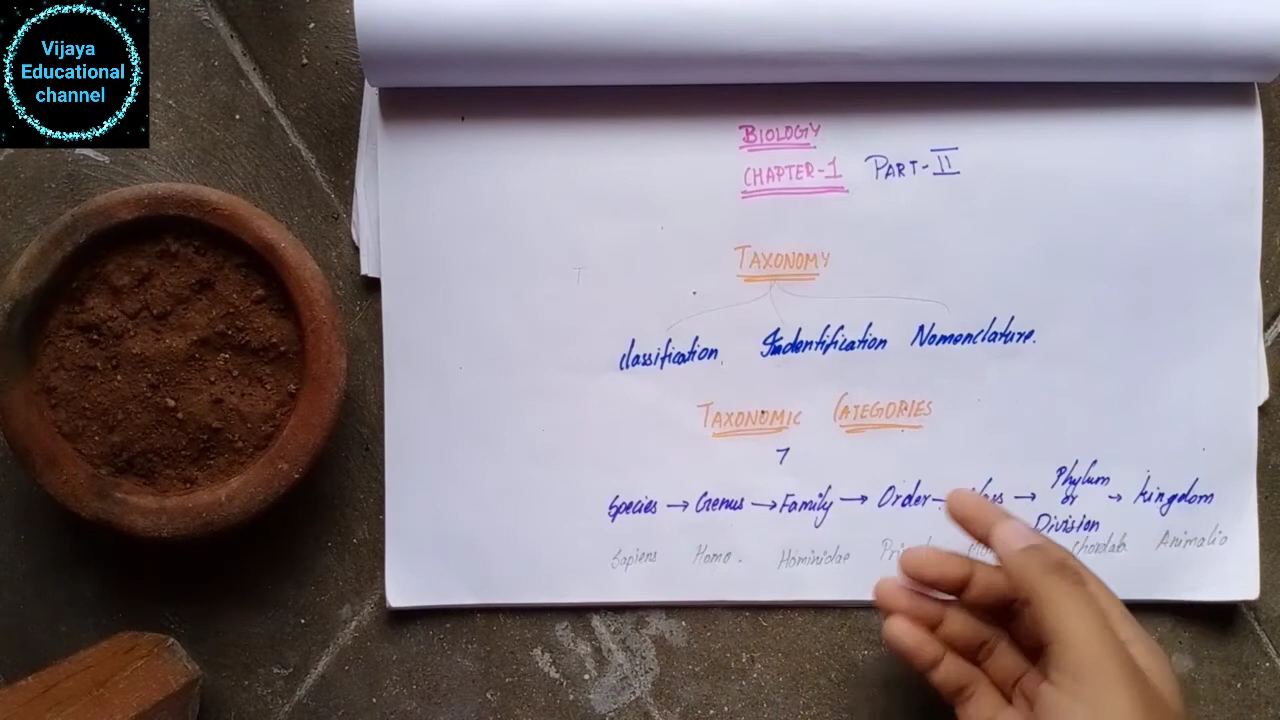 Vijaya
Educational
channel
BIOLOGY
CHAPTER-1 PART-II
TAXONOMY
Classification, Indentification Nomenclature.
TAXONOMIC CATEGORIES
7
Species → Genus → Family → Order → → Phylum or Division → kingdom
Sapiens Homo. Hominidae Chordata Animalia